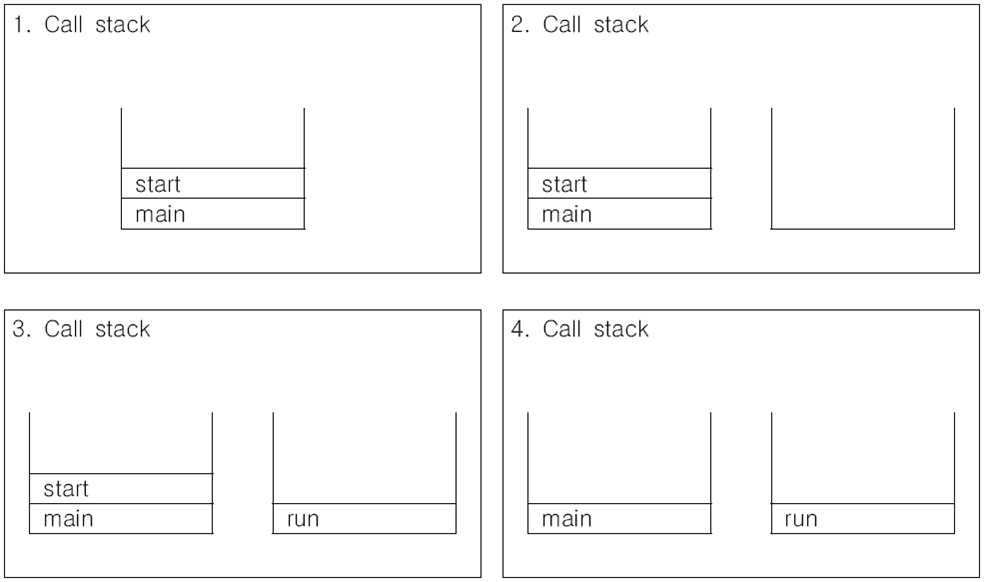 1. Call stack
start
main
2. Call stack
start
main
3. Call stack
start
main
run
4. Call stack
main
run